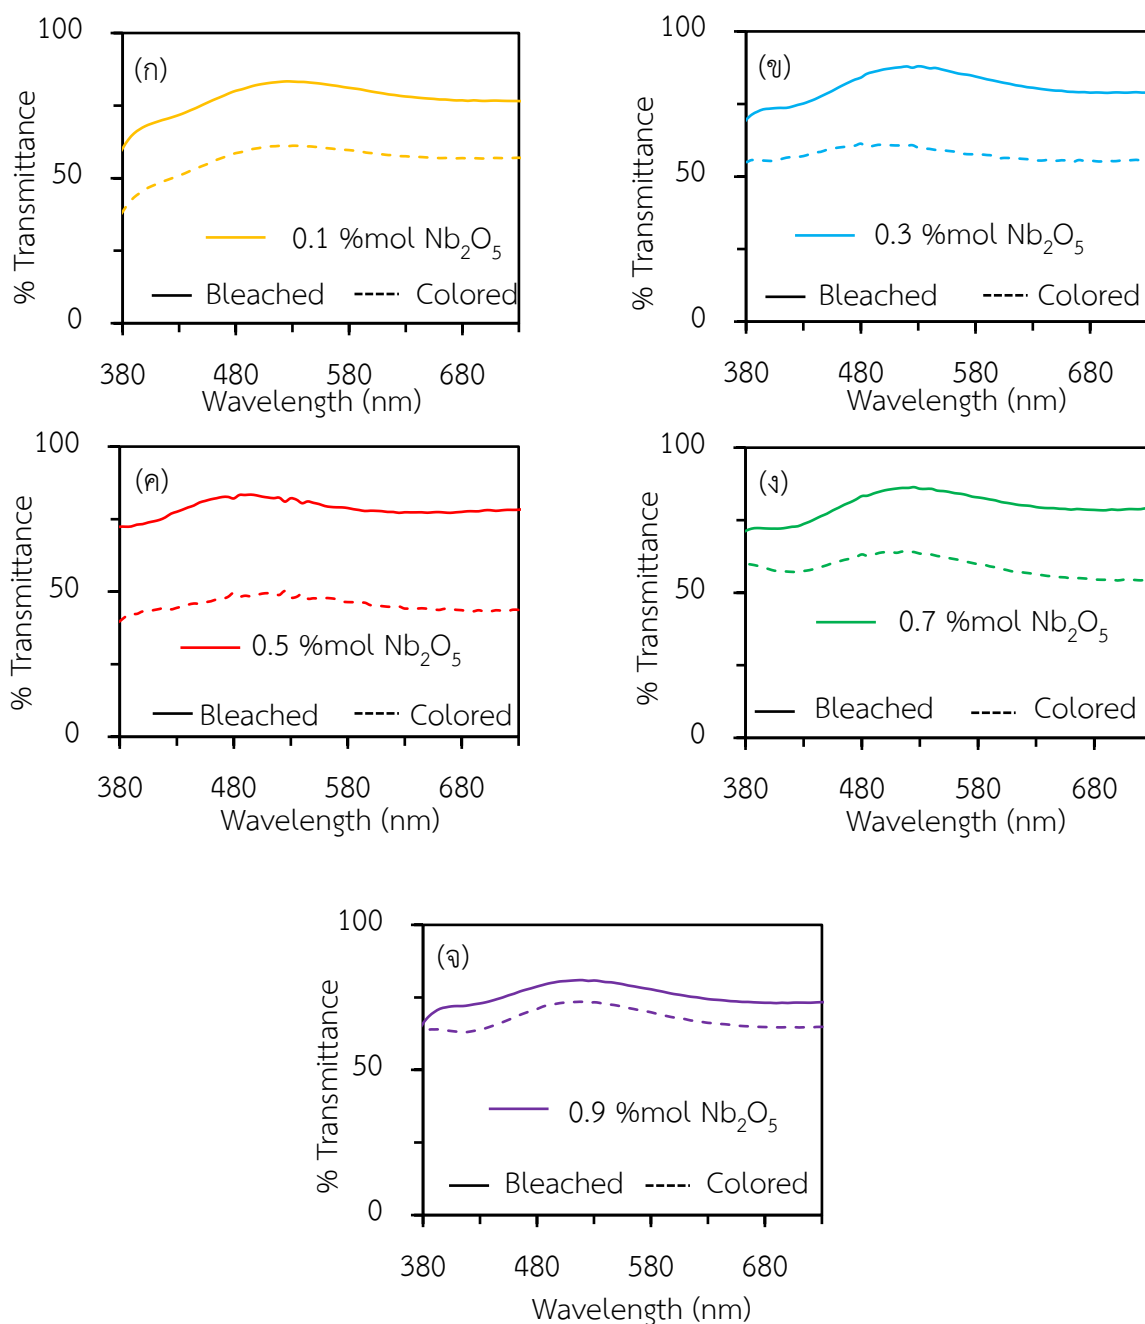 100
(ก)
% Transmittance
50
0.1 %mol Nb₂O₅
Bleached
Colored
0
380
480
580
680
Wavelength (nm)
100
(ข)
% Transmittance
50
0.3 %mol Nb₂O₅
Bleached
Colored
0
380
480
580
680
Wavelength (nm)
100
(ค)
% Transmittance
50
0.5 %mol Nb₂O₅
Bleached
Colored
0
380
480
580
680
Wavelength (nm)
100
(ง)
% Transmittance
50
0.7 %mol Nb₂O₅
Bleached
Colored
0
380
480
580
680
Wavelength (nm)
100
(จ)
% Transmittance
50
0.9 %mol Nb₂O₅
Bleached
Colored
0
380
480
580
680
Wavelength (nm)